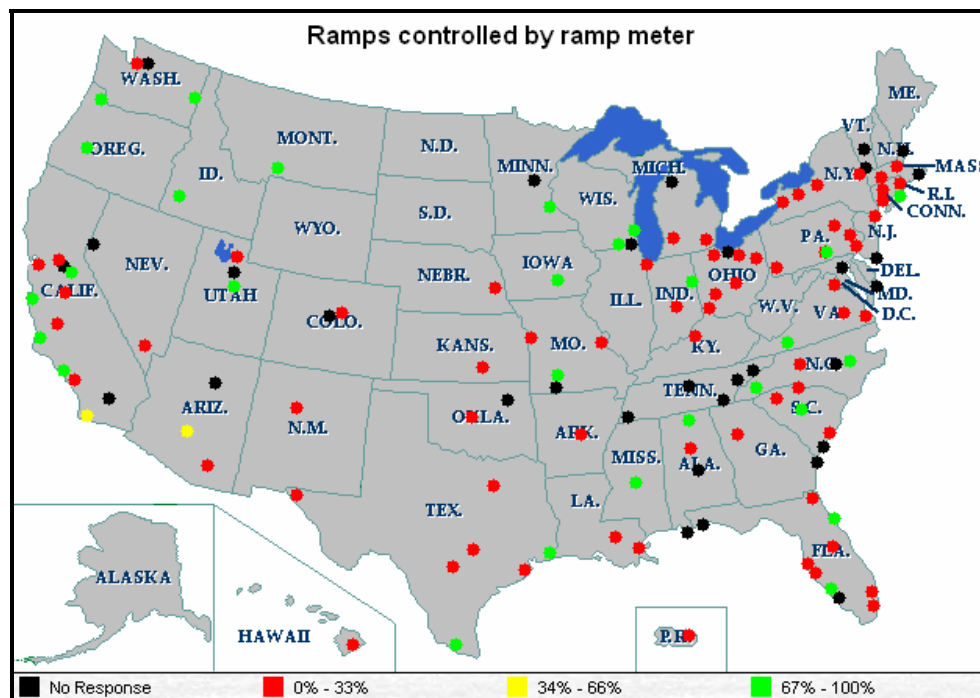 Ramps controlled by ramp meter
WASH.
ME.
VT.
MONT.
N.D.
OREG.
MINN.
MICH.
N.H.
MASS
ID.
WIS.
N.Y.
R.I.
S.D.
CONN.
WYO.
PA.
N.J.
NEV.
IOWA
NEBR.
OHIO
DEL.
CALIF.
UTAH
ILL.
IND.
MD.
W.V.
VA.
D.C.
COLO.
KANS.
MO.
KY.
N.C.
TENN.
ARIZ.
OKLA.
N.M.
ARK.
S.C.
MISS.
ALA.
GA.
TEX.
LA.
FLA.
ALASKA
HAWAII
P.R.
No Response
0% - 33%
34% - 66%
67% - 100%